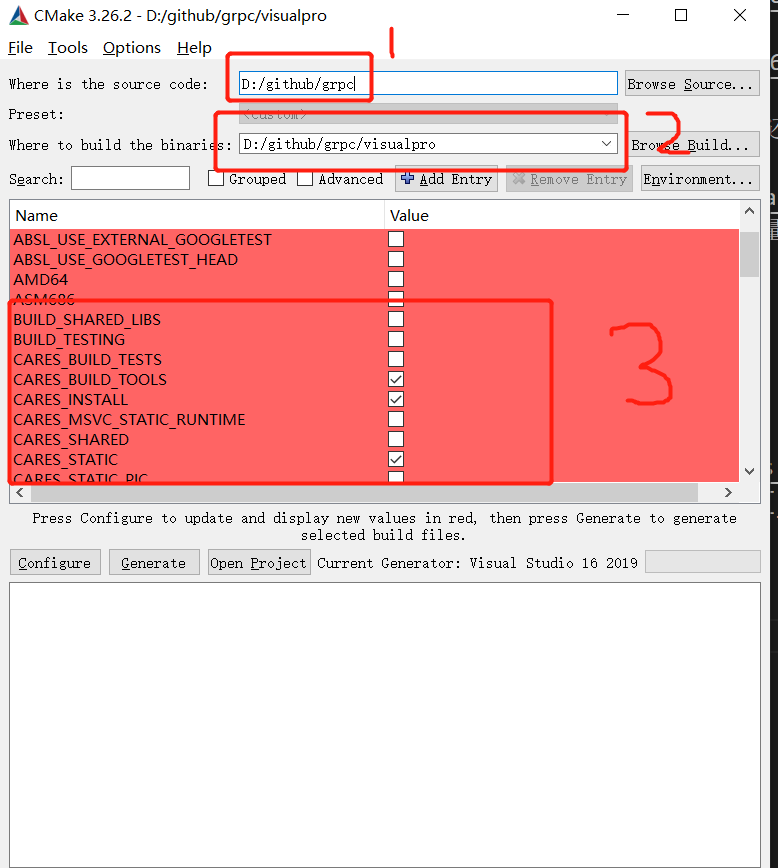 CMake 3.26.2 - D:/github/grpc/visualpro
File Tools Options Help
1
Where is the source code: D:/github/grpc Browse Source...
Preset: <Custom>
2
Where to build the binaries: D:/github/grpc/visualpro Browse Build...
Search: Grouped Advanced Add Entry Remove Entry Environment...
Name Value
ABSL_USE_EXTERNAL_GOOGLETEST
ABSL_USE_GOOGLETEST_HEAD
AMD64
ASM686
BUILD_SHARED_LIBS
BUILD_TESTING
CARES_BUILD_TESTS
3
CARES_BUILD_TOOLS
CARES_INSTALL
CARES_MSVC_STATIC_RUNTIME
CARES_SHARED
CARES_STATIC
CARES_STATIC_PIC
Press Configure to update and display new values in red, then press Generate to generate
selected build files.
Configure Generate Open Project Current Generator: Visual Studio 16 2019